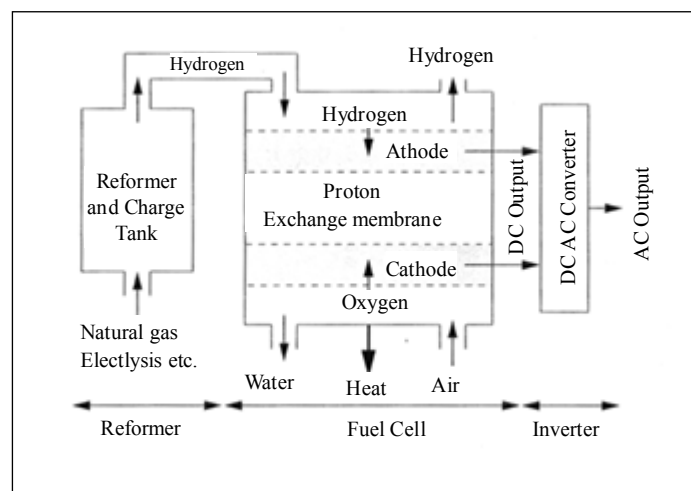 Hydrogen
Hydrogen
Hydrogen
Athode
Reformer
and Charge
Tank
Proton
Exchange membrane
DC Output
DC AC Converter
AC Output
Cathode
Oxygen
Natural gas
Electlysis etc.
Water
Heat
Air
Reformer
Fuel Cell
Inverter